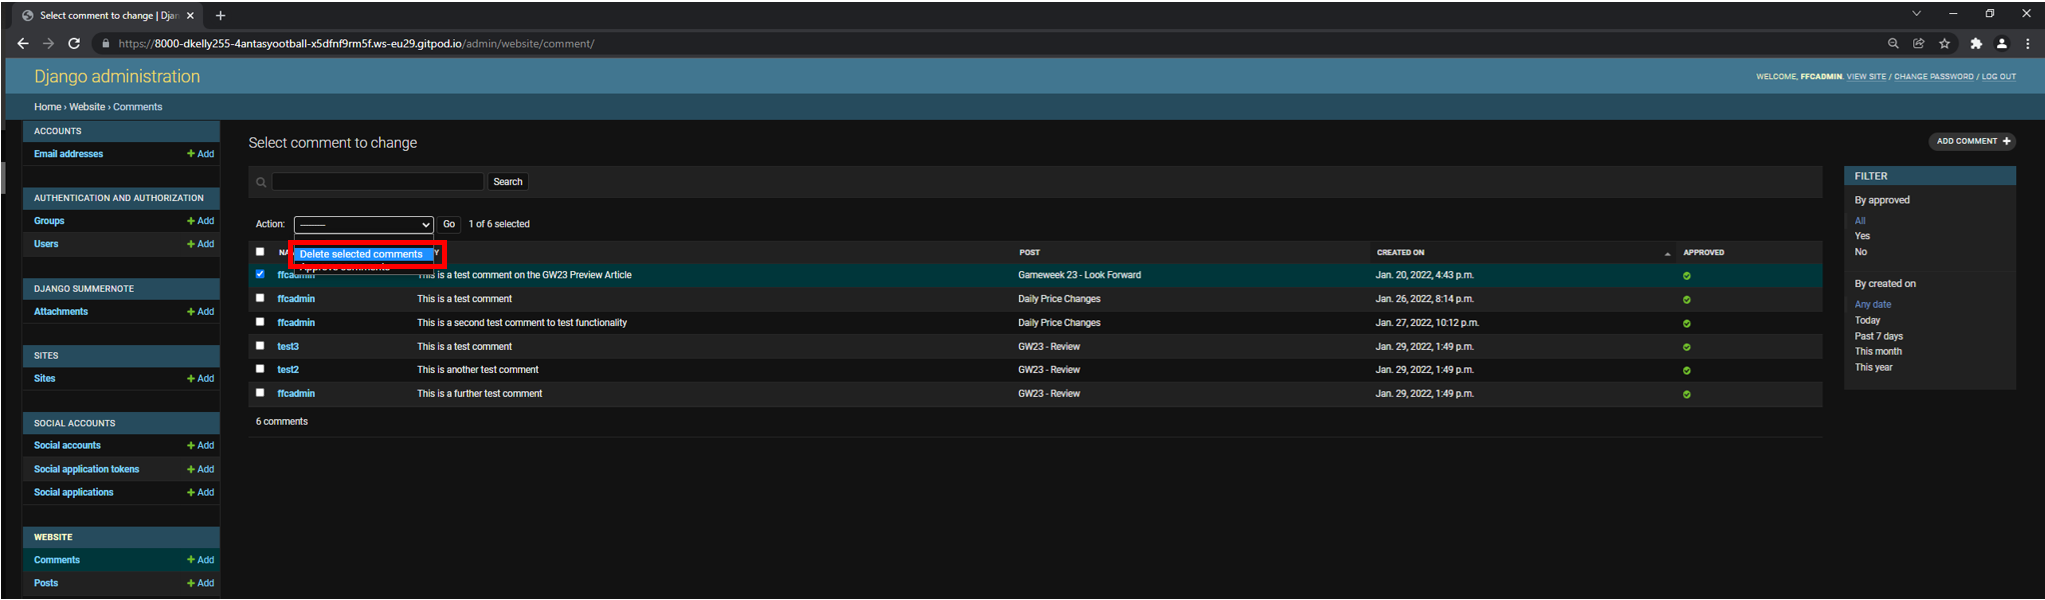 Select comment to change | Djan
https://8000-dkelly255-4antasyootball-x5dfnf9rm5f.ws-eu29.gitpod.io/admin/website/comment/
Django administration
WELCOME, FFCADMIN. VIEW SITE / CHANGE PASSWORD / LOG OUT
Home › Website › Comments
ACCOUNTS
Email addresses + Add
AUTHENTICATION AND AUTHORIZATION
Groups + Add
Users + Add
DJANGO SUMMERNOTE
Attachments + Add
SITES
Sites + Add
SOCIAL ACCOUNTS
Social accounts + Add
Social application tokens + Add
Social applications + Add
WEBSITE
Comments + Add
Posts + Add
Select comment to change
ADD COMMENT +
Search
Action: --------- Go 1 of 6 selected
Delete selected comments
Approve comments
POST CREATED ON APPROVED
ffcadmin This is a test comment on the GW23 Preview Article Gameweek 23 - Look Forward Jan. 20, 2022, 4:43 p.m.
ffcadmin This is a test comment Daily Price Changes Jan. 26, 2022, 8:14 p.m.
ffcadmin This is a second test comment to test functionality Daily Price Changes Jan. 27, 2022, 10:12 p.m.
test3 This is a test comment GW23 - Review Jan. 29, 2022, 1:49 p.m.
test2 This is another test comment GW23 - Review Jan. 29, 2022, 1:49 p.m.
ffcadmin This is a further test comment GW23 - Review Jan. 29, 2022, 1:49 p.m.
6 comments
FILTER
By approved
All
Yes
No
By created on
Any date
Today
Past 7 days
This month
This year